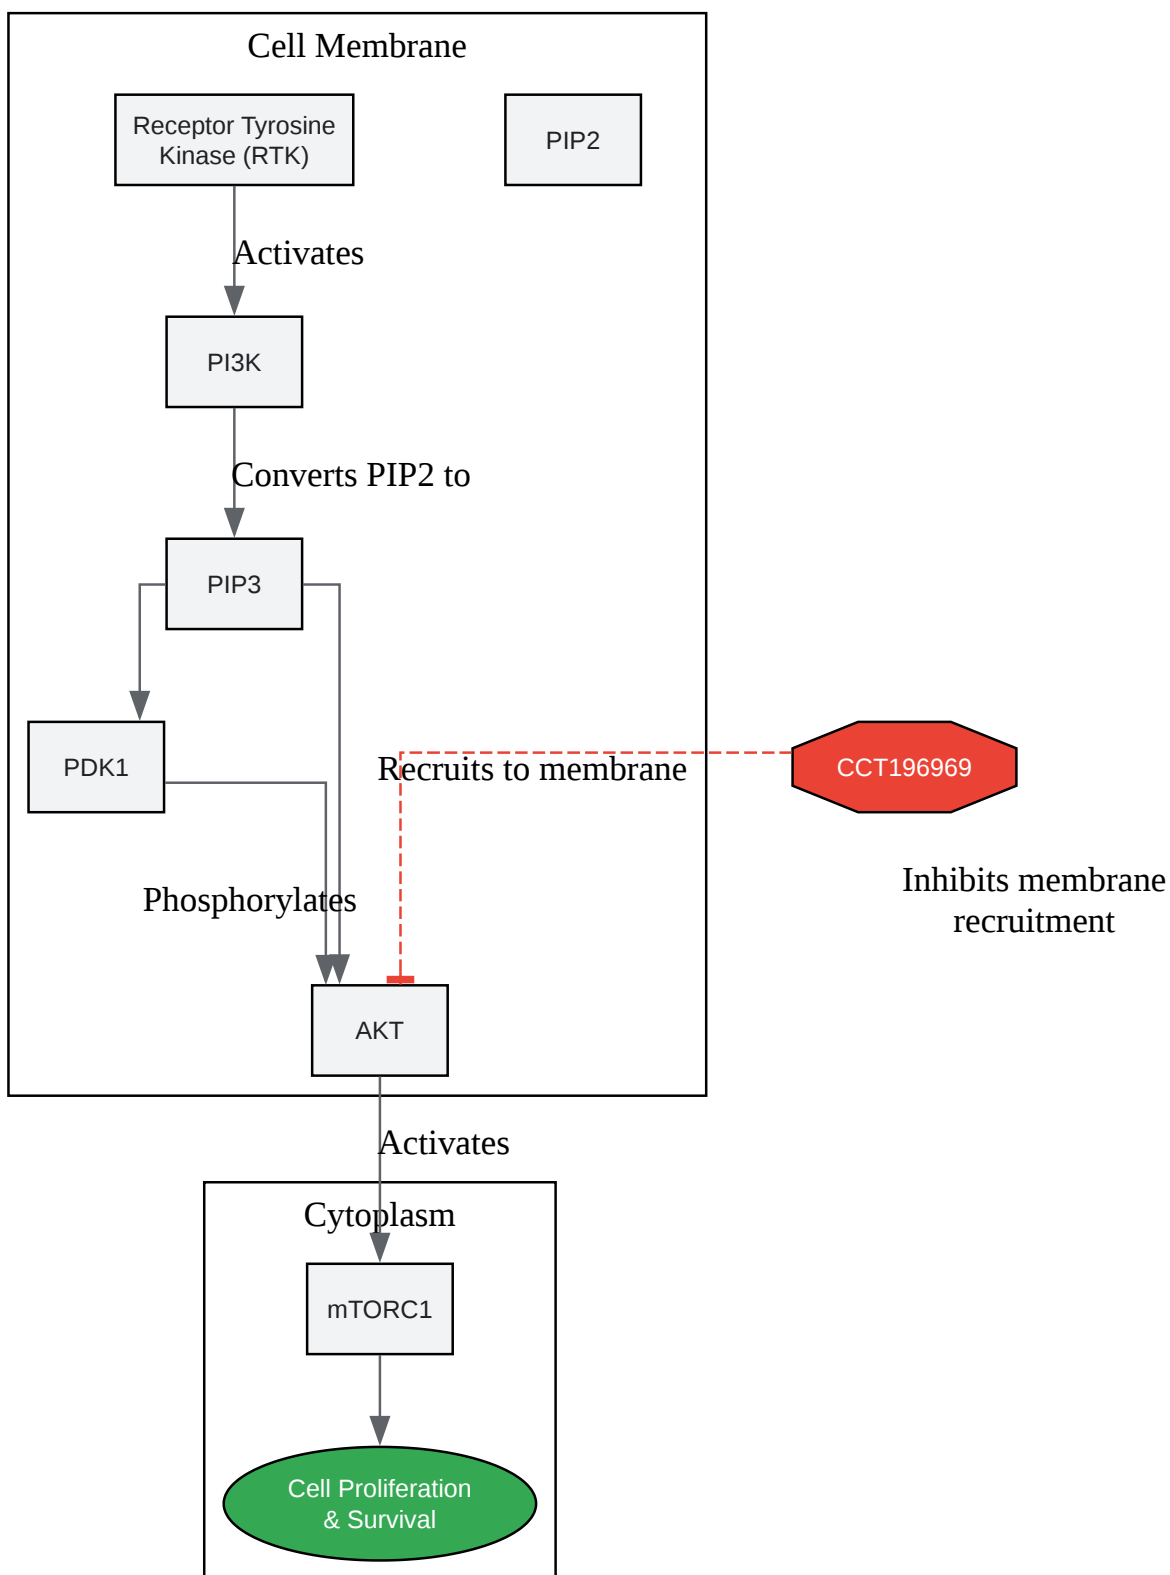 Cell Membrane
Receptor Tyrosine
Kinase (RTK)
PIP2
Activates
PI3K
Converts PIP2 to
PIP3
PDK1
Recruits to membrane
CCT196969
Inhibits membrane
recruitment
Phosphorylates
AKT
Activates
Cytoplasm
mTORC1
Cell Proliferation
& Survival